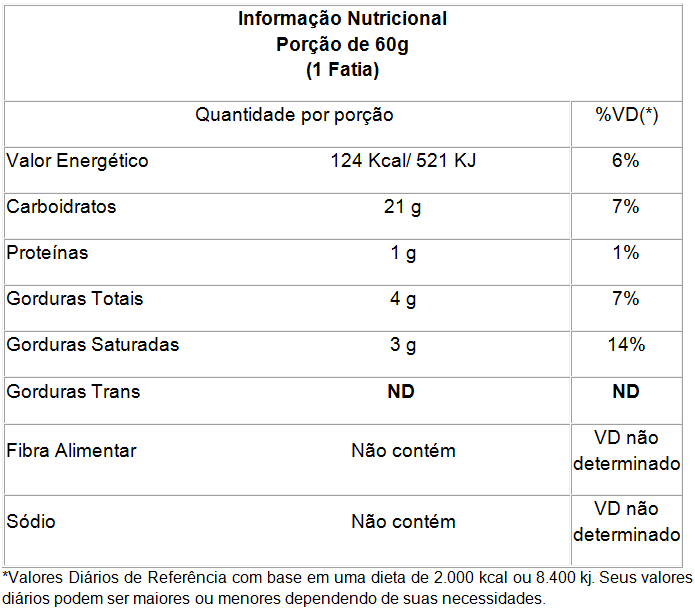 Informação Nutricional
Porção de 60g
(1 Fatia)
Quantidade por porção %VD(*)
Valor Energético 124 Kcal/ 521 KJ 6%
Carboidratos 21 g 7%
Proteínas 1 g 1%
Gorduras Totais 4 g 7%
Gorduras Saturadas 3 g 14%
Gorduras Trans ND ND
Fibra Alimentar Não contém VD não
determinado
Sódio Não contém VD não
determinado
*Valores Diários de Referência com base em uma dieta de 2.000 kcal ou 8.400 kj. Seus valores
diários podem ser maiores ou menores dependendo de suas necessidades.